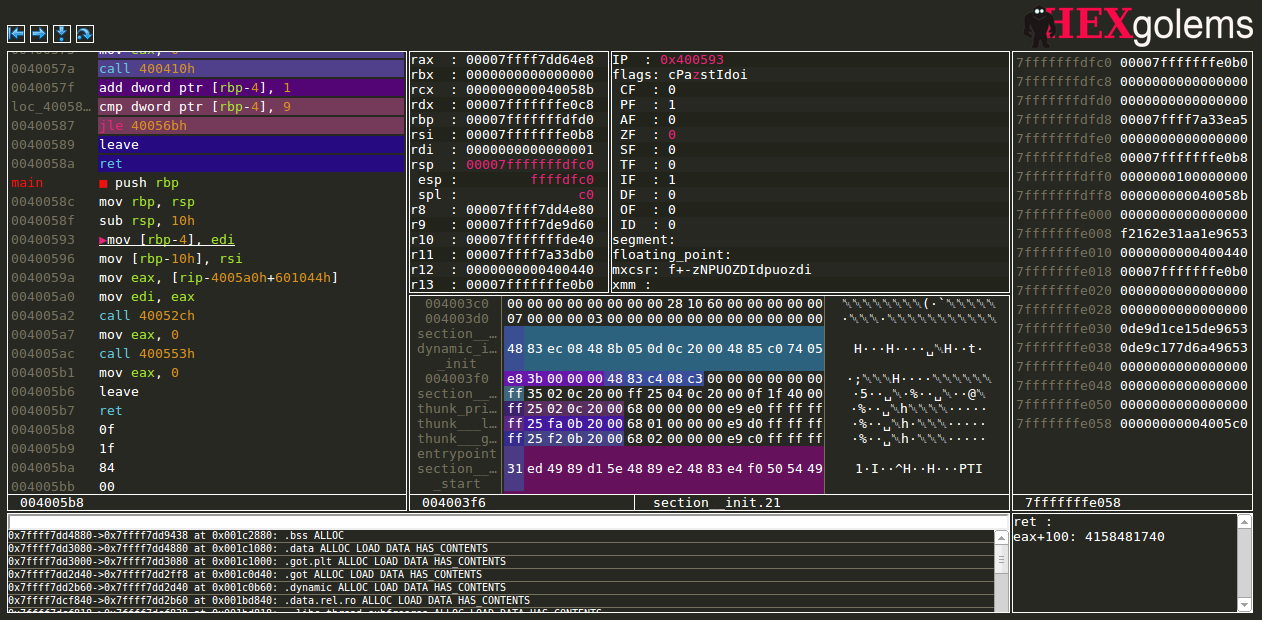 HEXgolems
0040057a call 400410h
0040057f add dword ptr [rbp-4], 1
loc_40058… cmp dword ptr [rbp-4], 9
00400587 jle 40056bh
00400589 leave
0040058a ret
main ■ push rbp
0040058c mov rbp, rsp
0040058f sub rsp, 10h
00400593 ▶mov [rbp-4], edi
00400596 mov [rbp-10h], rsi
0040059a mov eax, [rip-4005a0h+601044h]
004005a0 mov edi, eax
004005a2 call 40052ch
004005a7 mov eax, 0
004005ac call 400553h
004005b1 mov eax, 0
004005b6 leave
004005b7 ret
004005b8 0f
004005b9 1f
004005ba 84
004005bb 00
004005b8
rax : 00007ffff7dd64e8
rbx : 0000000000000000
rcx : 000000000040058b
rdx : 00007fffffffe0c8
rbp : 00007fffffffdfd0
rsi : 00007fffffffe0b8
rdi : 0000000000000001
rsp : 00007fffffffdfc0
esp : ffffdfc0
spl : c0
r8 : 00007ffff7dd4e80
r9 : 00007ffff7de9d60
r10 : 00007fffffffde40
r11 : 00007ffff7a33db0
r12 : 0000000000400440
r13 : 00007fffffffe0b0
IP : 0x400593
flags: cPazstIdoi
CF : 0
PF : 1
AF : 0
ZF : 0
SF : 0
TF : 0
IF : 1
DF : 0
OF : 0
ID : 0
segment:
floating_point:
mxcsr: f+-zNPUOZDIdpuozdi
xmm :
004003c0 00 00 00 00 00 00 00 00 28 10 60 00 00 00 00 00
004003d0 07 00 00 00 03 00 00 00 00 00 00 00 00 00 00 00
section__…
dynamic_i… 48 83 ec 08 48 8b 05 0d 0c 20 00 48 85 c0 74 05 H···H····␣␀H··t·
_init
004003f0 e8 3b 00 00 00 48 83 c4 08 c3 00 00 00 00 00 00
section__… ff 35 02 0c 20 00 ff 25 04 0c 20 00 0f 1f 40 00
thunk_pri… ff 25 02 0c 20 00 68 00 00 00 00 e9 e0 ff ff ff
thunk___l… ff 25 fa 0b 20 00 68 01 00 00 00 e9 d0 ff ff ff
thunk___g… ff 25 f2 0b 20 00 68 02 00 00 00 e9 c0 ff ff ff
entrypoint
section__… 31 ed 49 89 d1 5e 48 89 e2 48 83 e4 f0 50 54 49 1·I··^H··H···PTI
_start
004003f6 section__init.21
7fffffffdfc0 00007fffffffe0b0
7fffffffdfc8 0000000000000000
7fffffffdfd0 0000000000000000
7fffffffdfd8 00007ffff7a33ea5
7fffffffdfe0 0000000000000000
7fffffffdfe8 00007fffffffe0b8
7fffffffdff0 0000000100000000
7fffffffdff8 000000000040058b
7fffffffe000 0000000000000000
7fffffffe008 f2162e31aa1e9653
7fffffffe010 0000000000400440
7fffffffe018 00007fffffffe0b0
7fffffffe020 0000000000000000
7fffffffe028 0000000000000000
7fffffffe030 0de9d1ce15de9653
7fffffffe038 0de9c177d6a49653
7fffffffe040 0000000000000000
7fffffffe048 0000000000000000
7fffffffe050 0000000000000000
7fffffffe058 00000000004005c0
7fffffffe058
0x7ffff7dd4880->0x7ffff7dd9438 at 0x001c2880: .bss ALLOC
0x7ffff7dd3080->0x7ffff7dd4880 at 0x001c1080: .data ALLOC LOAD DATA HAS_CONTENTS
0x7ffff7dd3000->0x7ffff7dd3080 at 0x001c1000: .got.plt ALLOC LOAD DATA HAS_CONTENTS
0x7ffff7dd2d40->0x7ffff7dd2ff8 at 0x001c0d40: .got ALLOC LOAD DATA HAS_CONTENTS
0x7ffff7dd2b60->0x7ffff7dd2d40 at 0x001c0b60: .dynamic ALLOC LOAD DATA HAS_CONTENTS
0x7ffff7dcf840->0x7ffff7dd2b60 at 0x001bd840: .data.rel.ro ALLOC LOAD DATA HAS_CONTENTS
ret :
eax+100: 4158481740